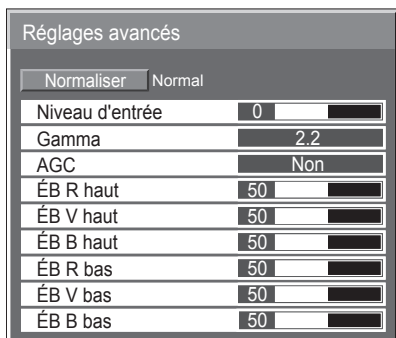 Réglages avancés
Normaliser Normal
Niveau d'entrée 0
Gamma 2.2
AGC Non
ÉB R haut 50
ÉB V haut 50
ÉB B haut 50
ÉB R bas 50
ÉB V bas 50
ÉB B bas 50